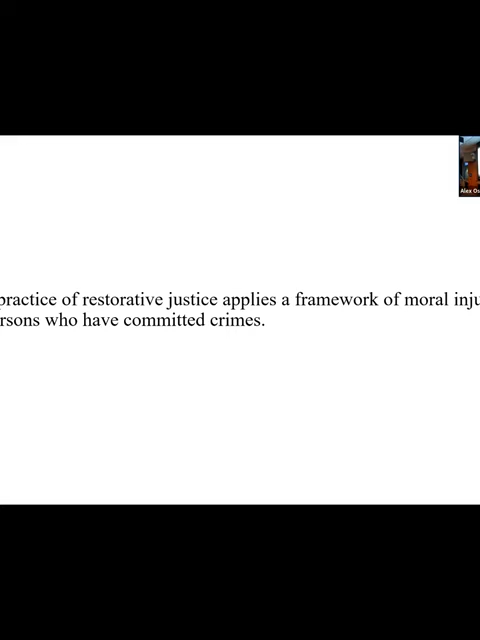 Alex Os
practice of restorative justice applies a framework of moral inju
rsons who have committed crimes.